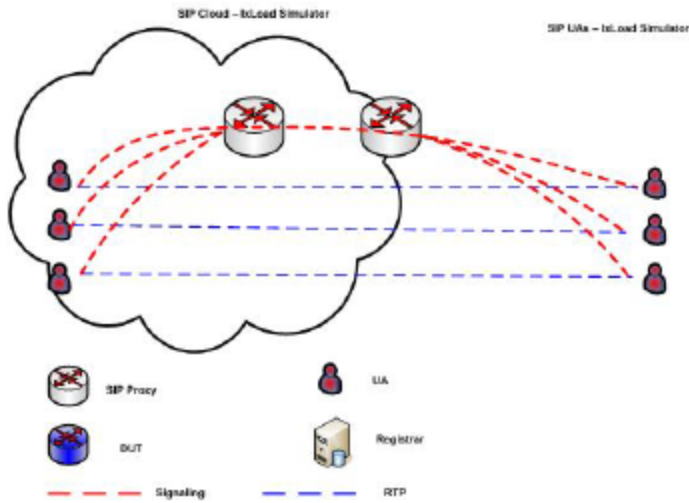 SIP Cloud – IxLoad Simulator
SIP UAs – IxLoad Simulator
SIP Proxy
UA
DUT
Registrar
Signaling
RTP